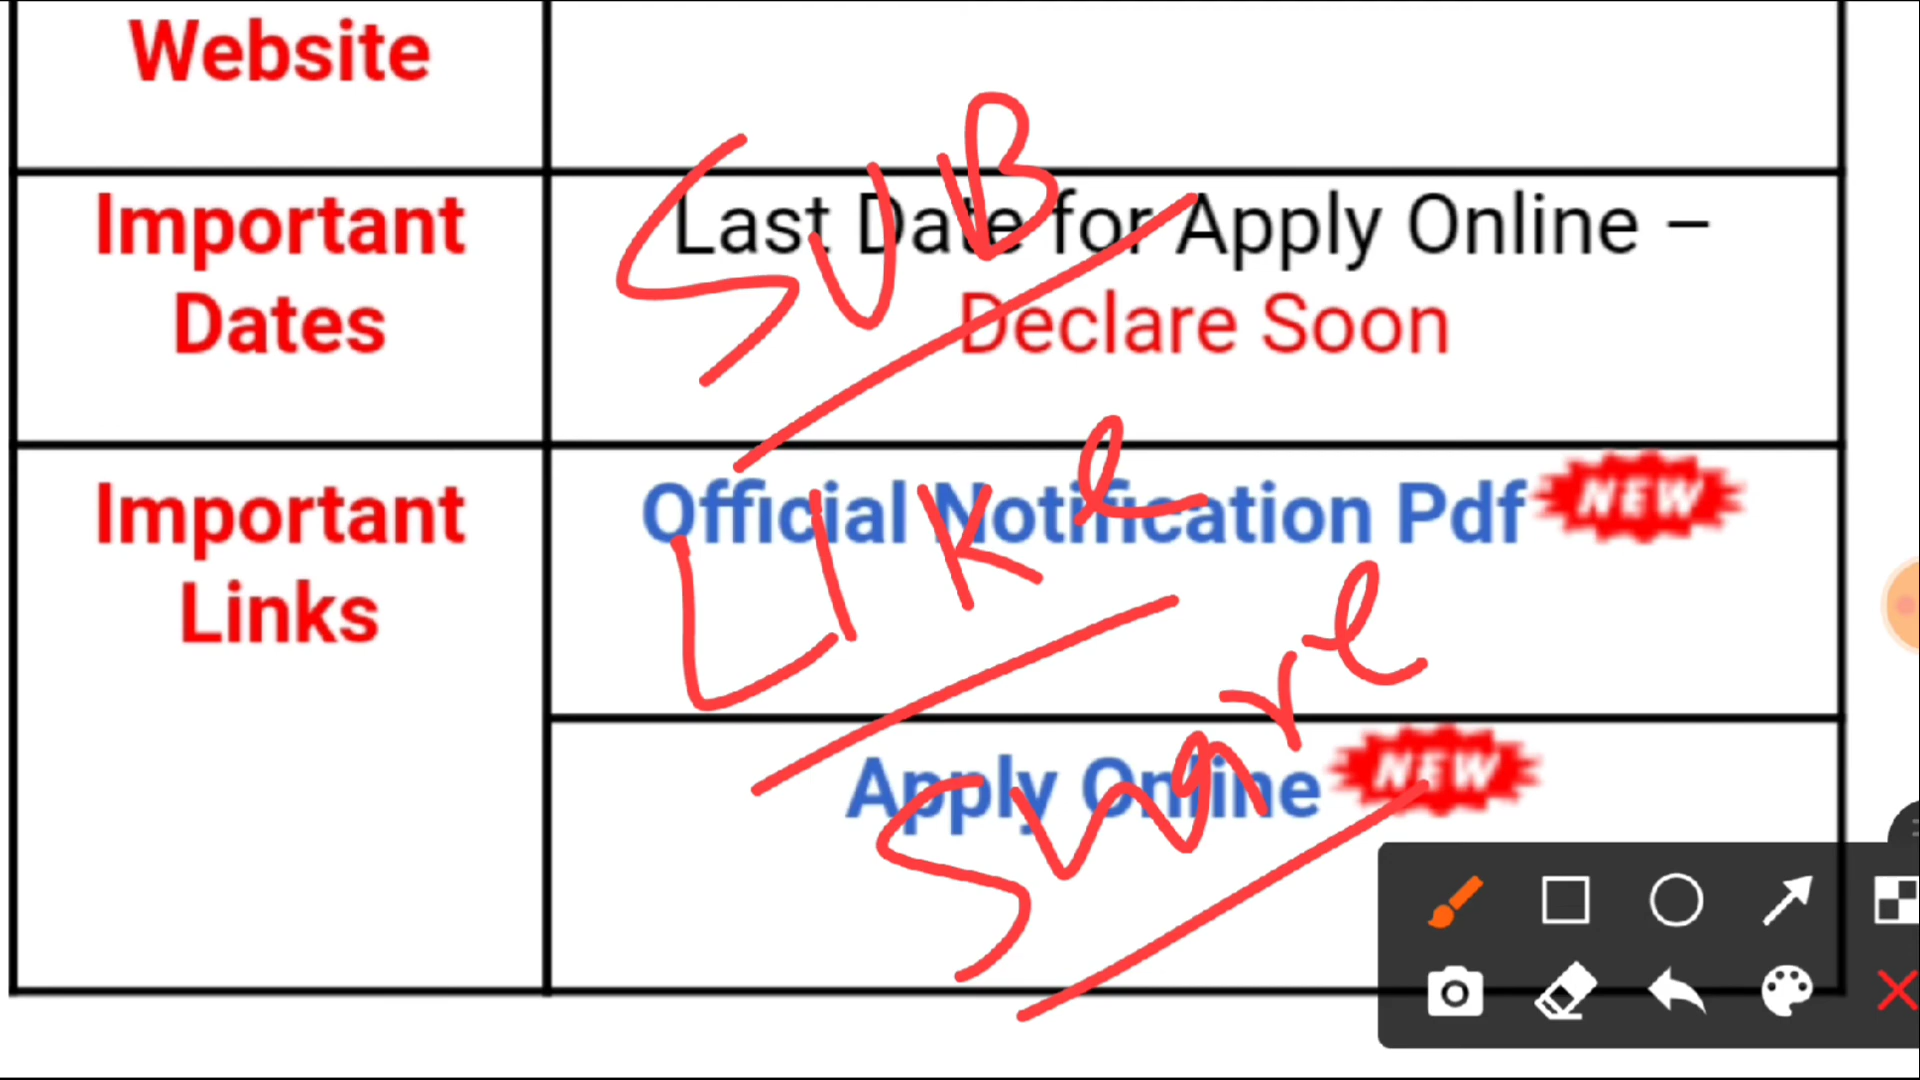 Website
Important
Dates
Last Date for Apply Online –
Declare Soon
SUB
Important
Links
Official Notification Pdf NEW
LIKe
Apply Online NEW
Share